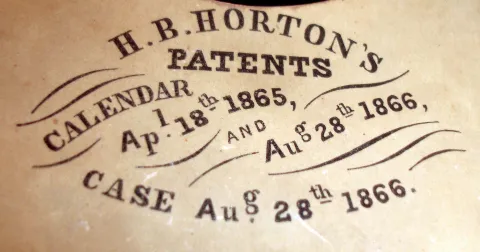 H.B.HORTON'S
PATENTS
CALENDAR
Apl. 18th 1865,
AND
Aug 28th 1866,
CASE Aug 28th 1866.